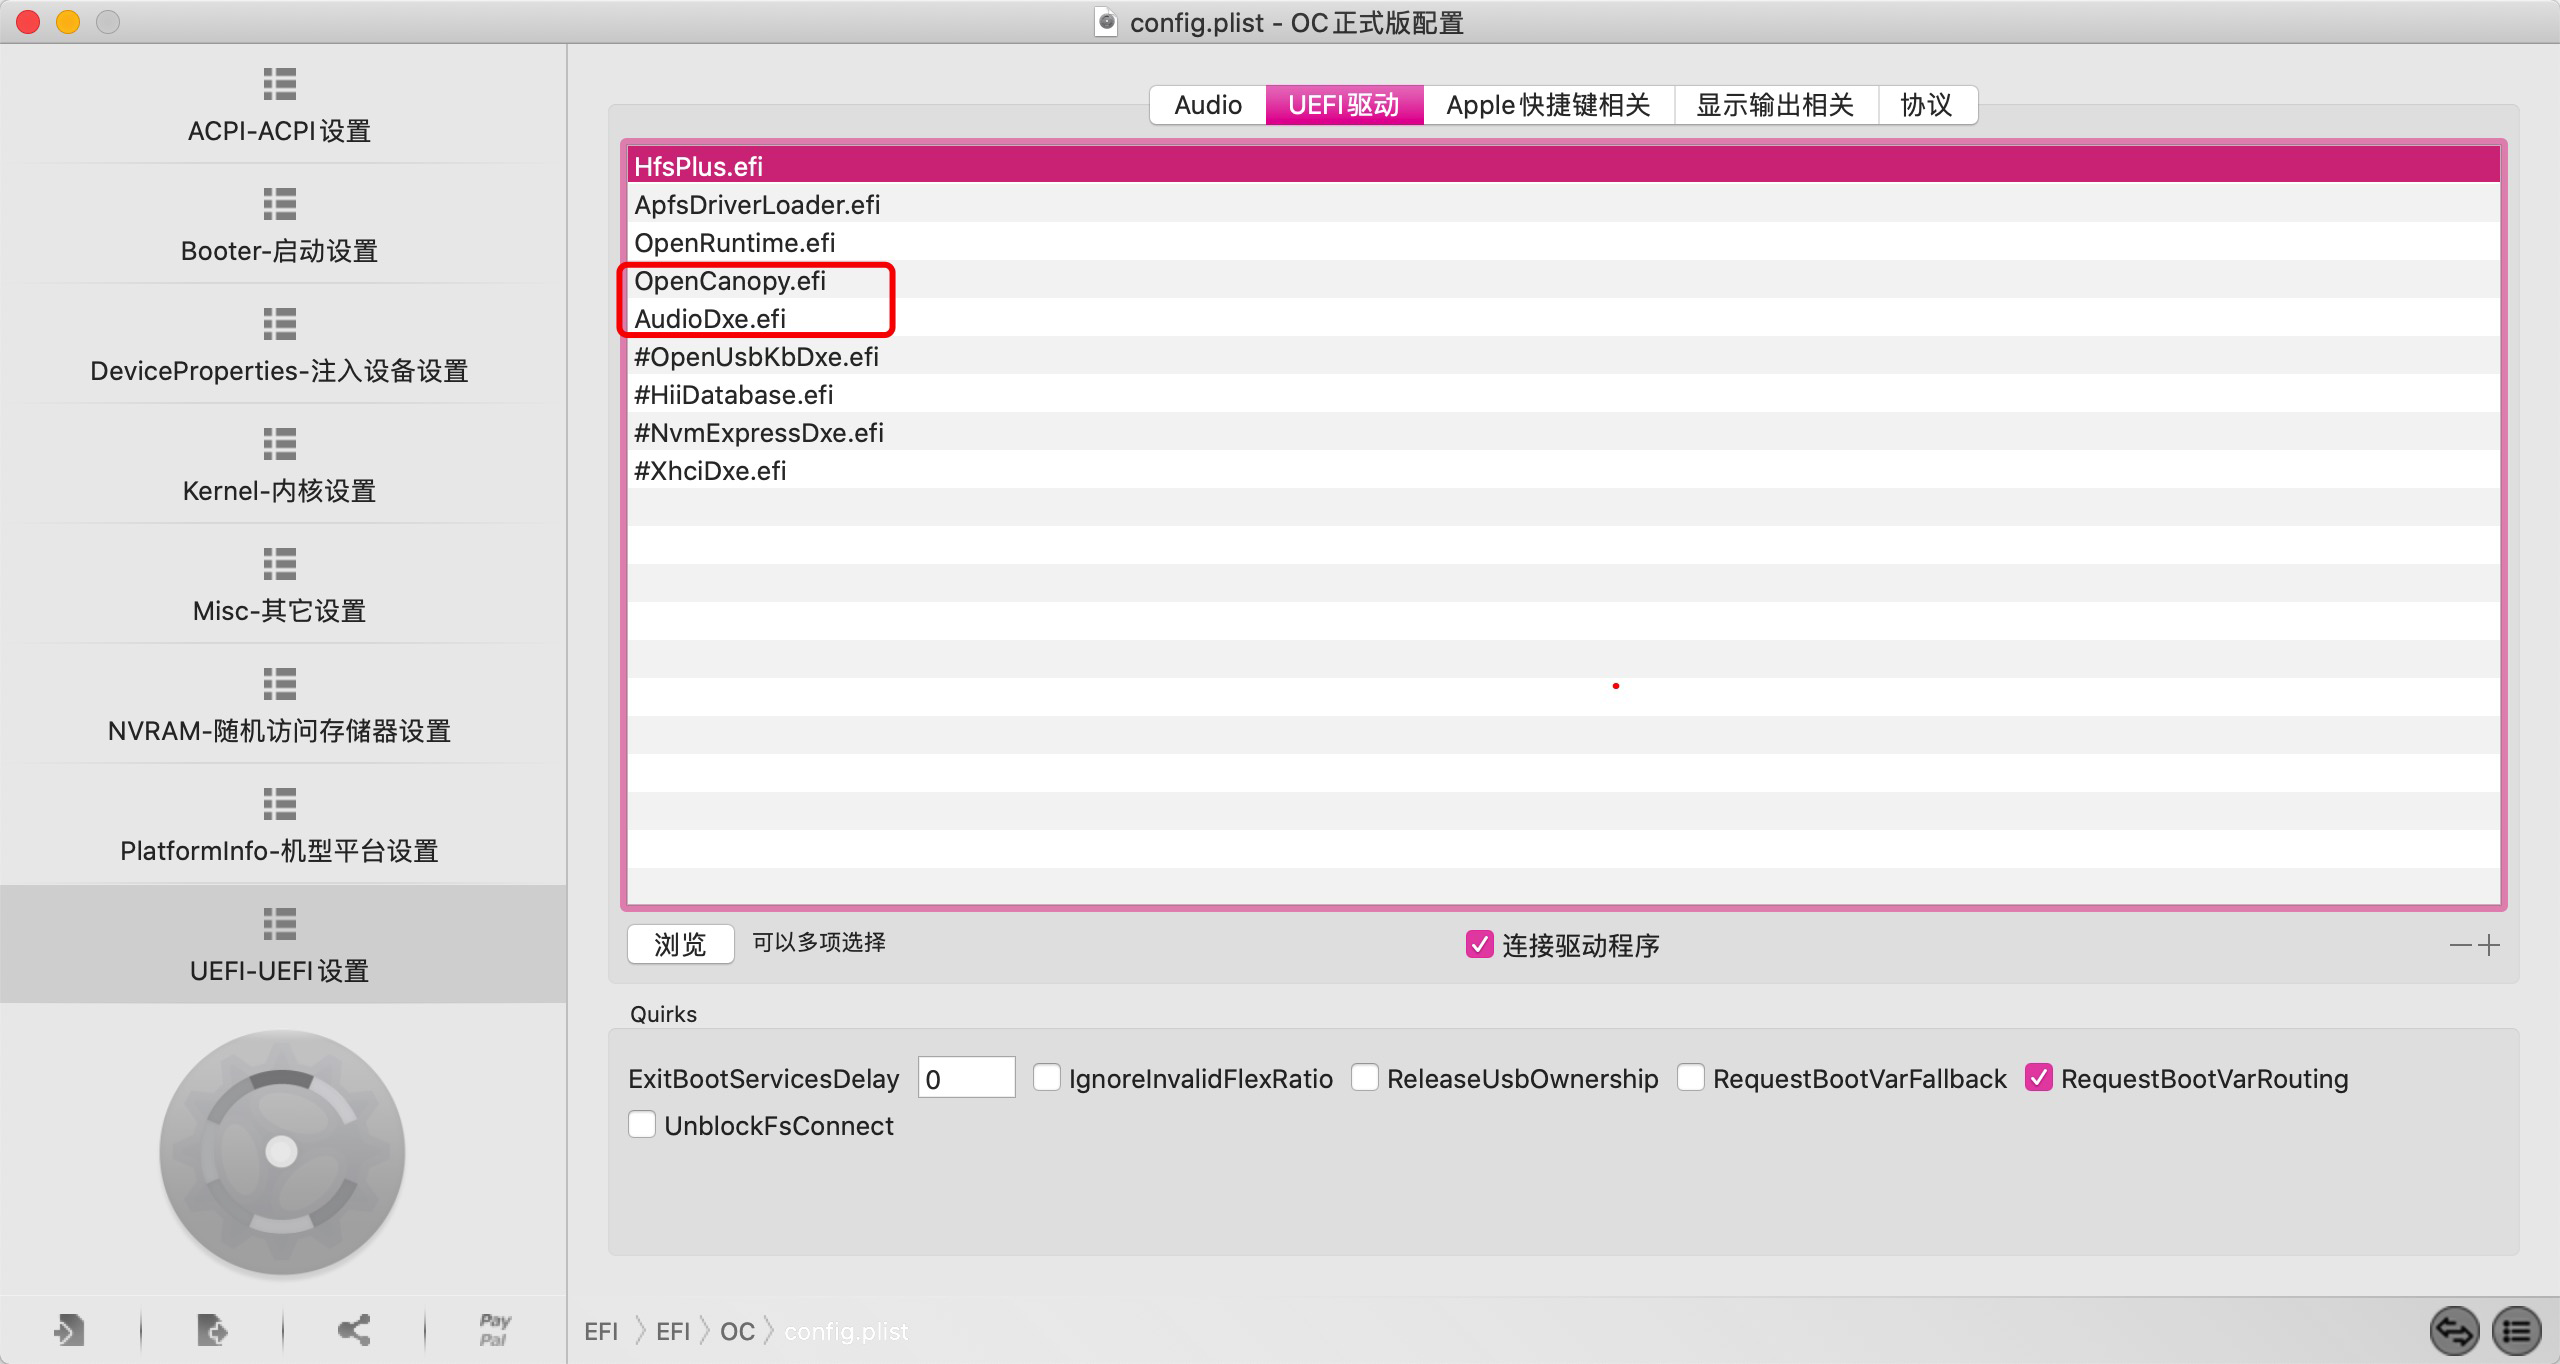 config.plist - OC正式版配置
ACPI-ACPI设置
Booter-启动设置
DeviceProperties-注入设备设置
Kernel-内核设置
Misc-其它设置
NVRAM-随机访问存储器设置
PlatformInfo-机型平台设置
UEFI-UEFI设置
Pay
Pal
Audio UEFI驱动 Apple快捷键相关 显示输出相关 协议
HfsPlus.efi
ApfsDriverLoader.efi
OpenRuntime.efi
OpenCanopy.efi
AudioDxe.efi
#OpenUsbKbDxe.efi
#HiiDatabase.efi
#NvmExpressDxe.efi
#XhciDxe.efi
浏览 可以多项选择 连接驱动程序
Quirks
ExitBootServicesDelay 0 IgnoreInvalidFlexRatio ReleaseUsbOwnership RequestBootVarFallback RequestBootVarRouting
UnblockFsConnect
EFI EFI OC config.plist